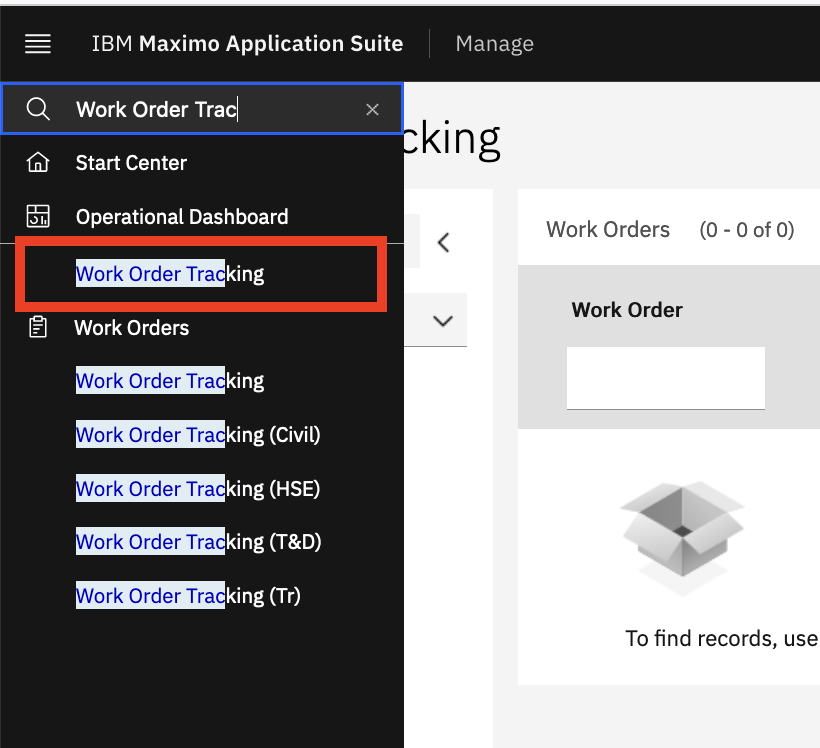 IBM Maximo Application Suite Manage
Work Order Trac
Start Center
Operational Dashboard
Work Order Tracking
Work Orders
Work Order Tracking
Work Order Tracking (Civil)
Work Order Tracking (HSE)
Work Order Tracking (T&D)
Work Order Tracking (Tr)
cking
Work Orders (0 - 0 of 0)
Work Order
To find records, use